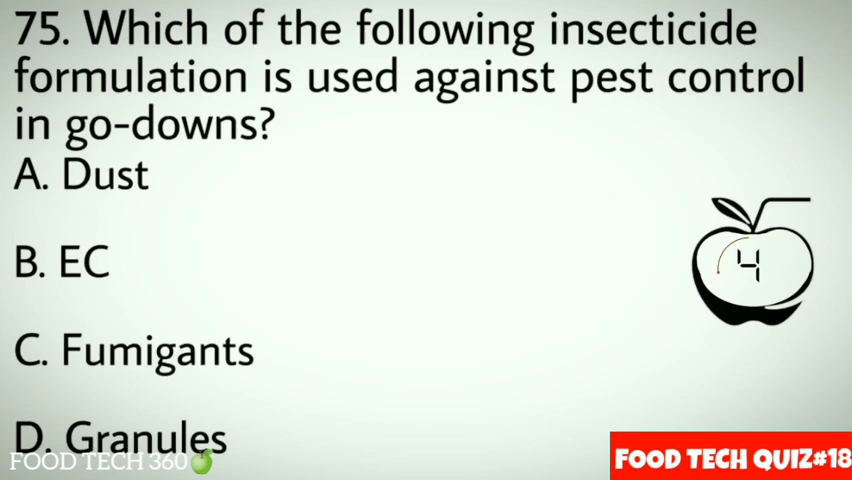 75. Which of the following insecticide
formulation is used against pest control
in go-downs?
A. Dust
B. EC
4
C. Fumigants
D. Granules
FOOD TECH 360
FOOD TECH QUIZ#18